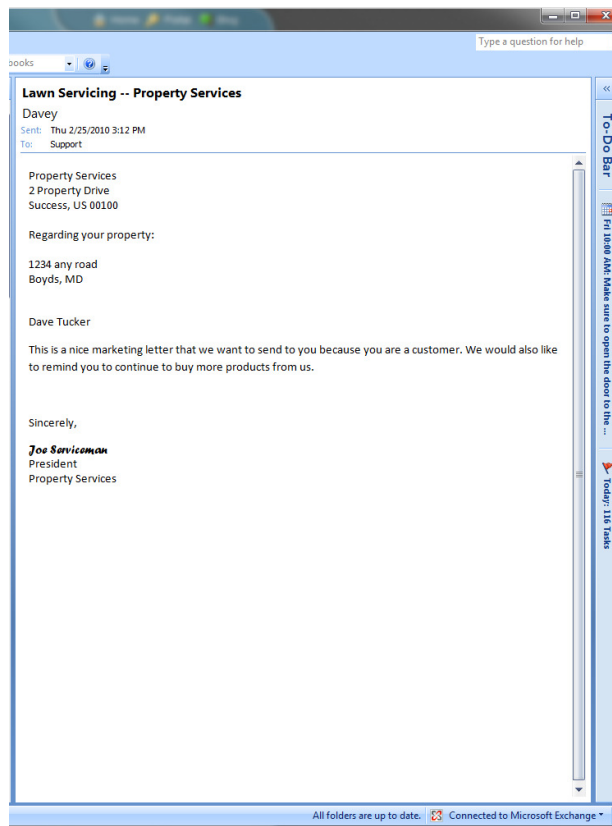 Type a question for help
books
Lawn Servicing -- Property Services
Davey
Sent: Thu 2/25/2010 3:12 PM
To: Support
Property Services
2 Property Drive
Success, US 00100
Regarding your property:
1234 any road
Boyds, MD
Dave Tucker
This is a nice marketing letter that we want to send to you because you are a customer. We would also like
to remind you to continue to buy more products from us.
Sincerely,
Joe Serviceman
President
Property Services
To-Do Bar
Fri 10:00 AM: Make sure to open the door to the ...
Today: 116 Tasks
All folders are up to date. Connected to Microsoft Exchange